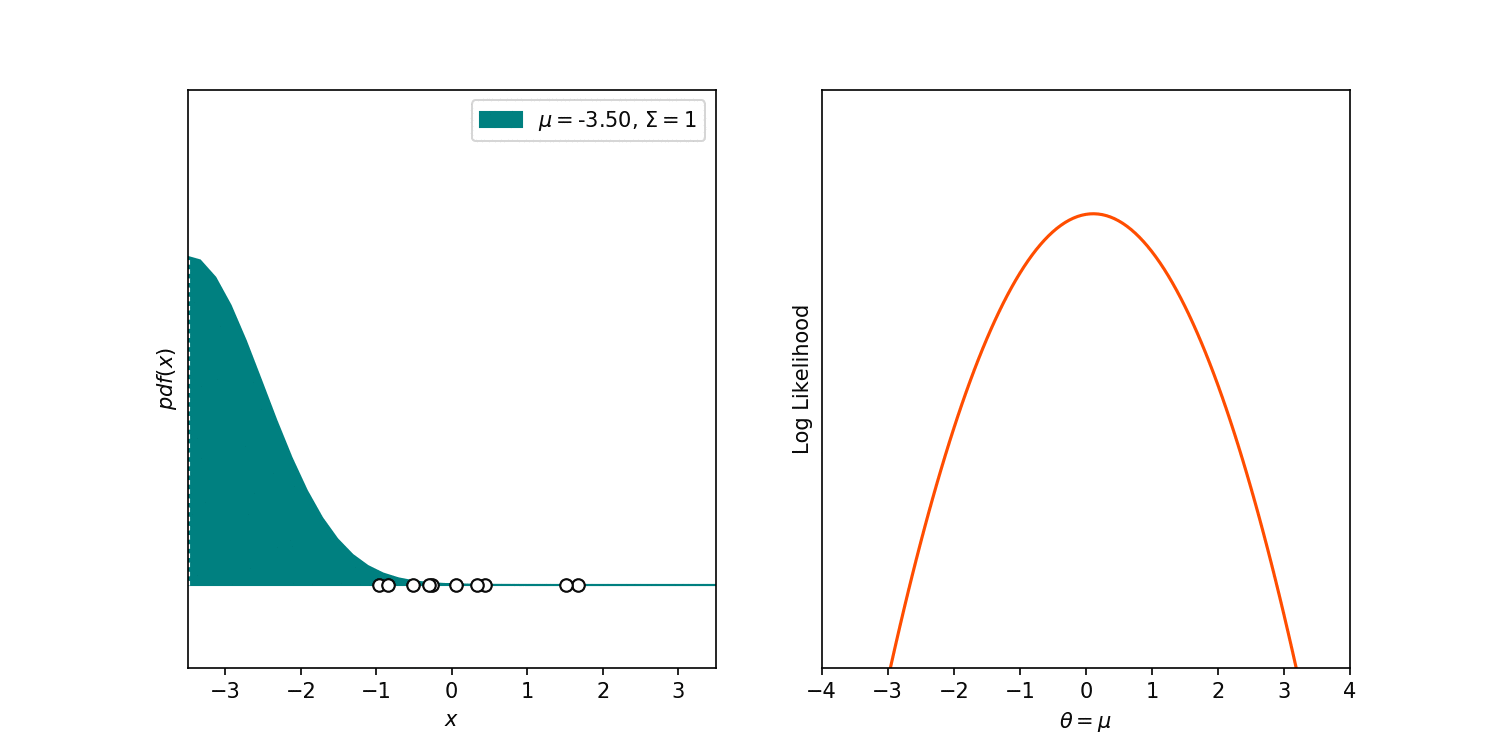 μ = -3.50, Σ = 1
pdf(x)
−3 −2 −1 0 1 2 3
x
Log Likelihood
−4 −3 −2 −1 0 1 2 3 4
θ = μ